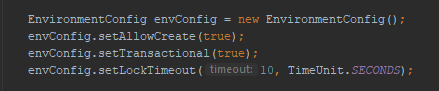 EnvironmentConfig envConfig = new EnvironmentConfig();
envConfig.setAllowCreate(true);
envConfig.setTransactional(true);
envConfig.setLockTimeout( timeout: 10, TimeUnit.SECONDS);